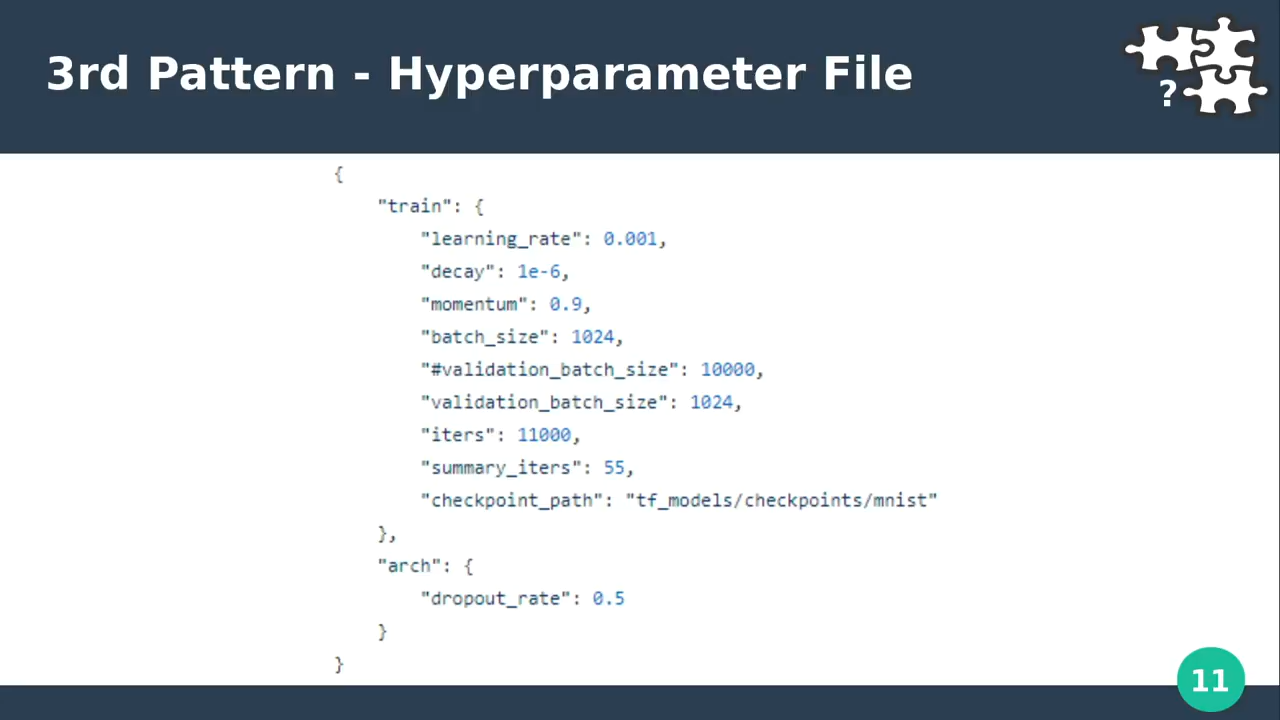 3rd Pattern - Hyperparameter File
?
{
"train": {
"learning_rate": 0.001,
"decay": 1e-6,
"momentum": 0.9,
"batch_size": 1024,
"#validation_batch_size": 10000,
"validation_batch_size": 1024,
"iters": 11000,
"summary_iters": 55,
"checkpoint_path": "tf_models/checkpoints/mnist"
},
"arch": {
"dropout_rate": 0.5
}
}
11